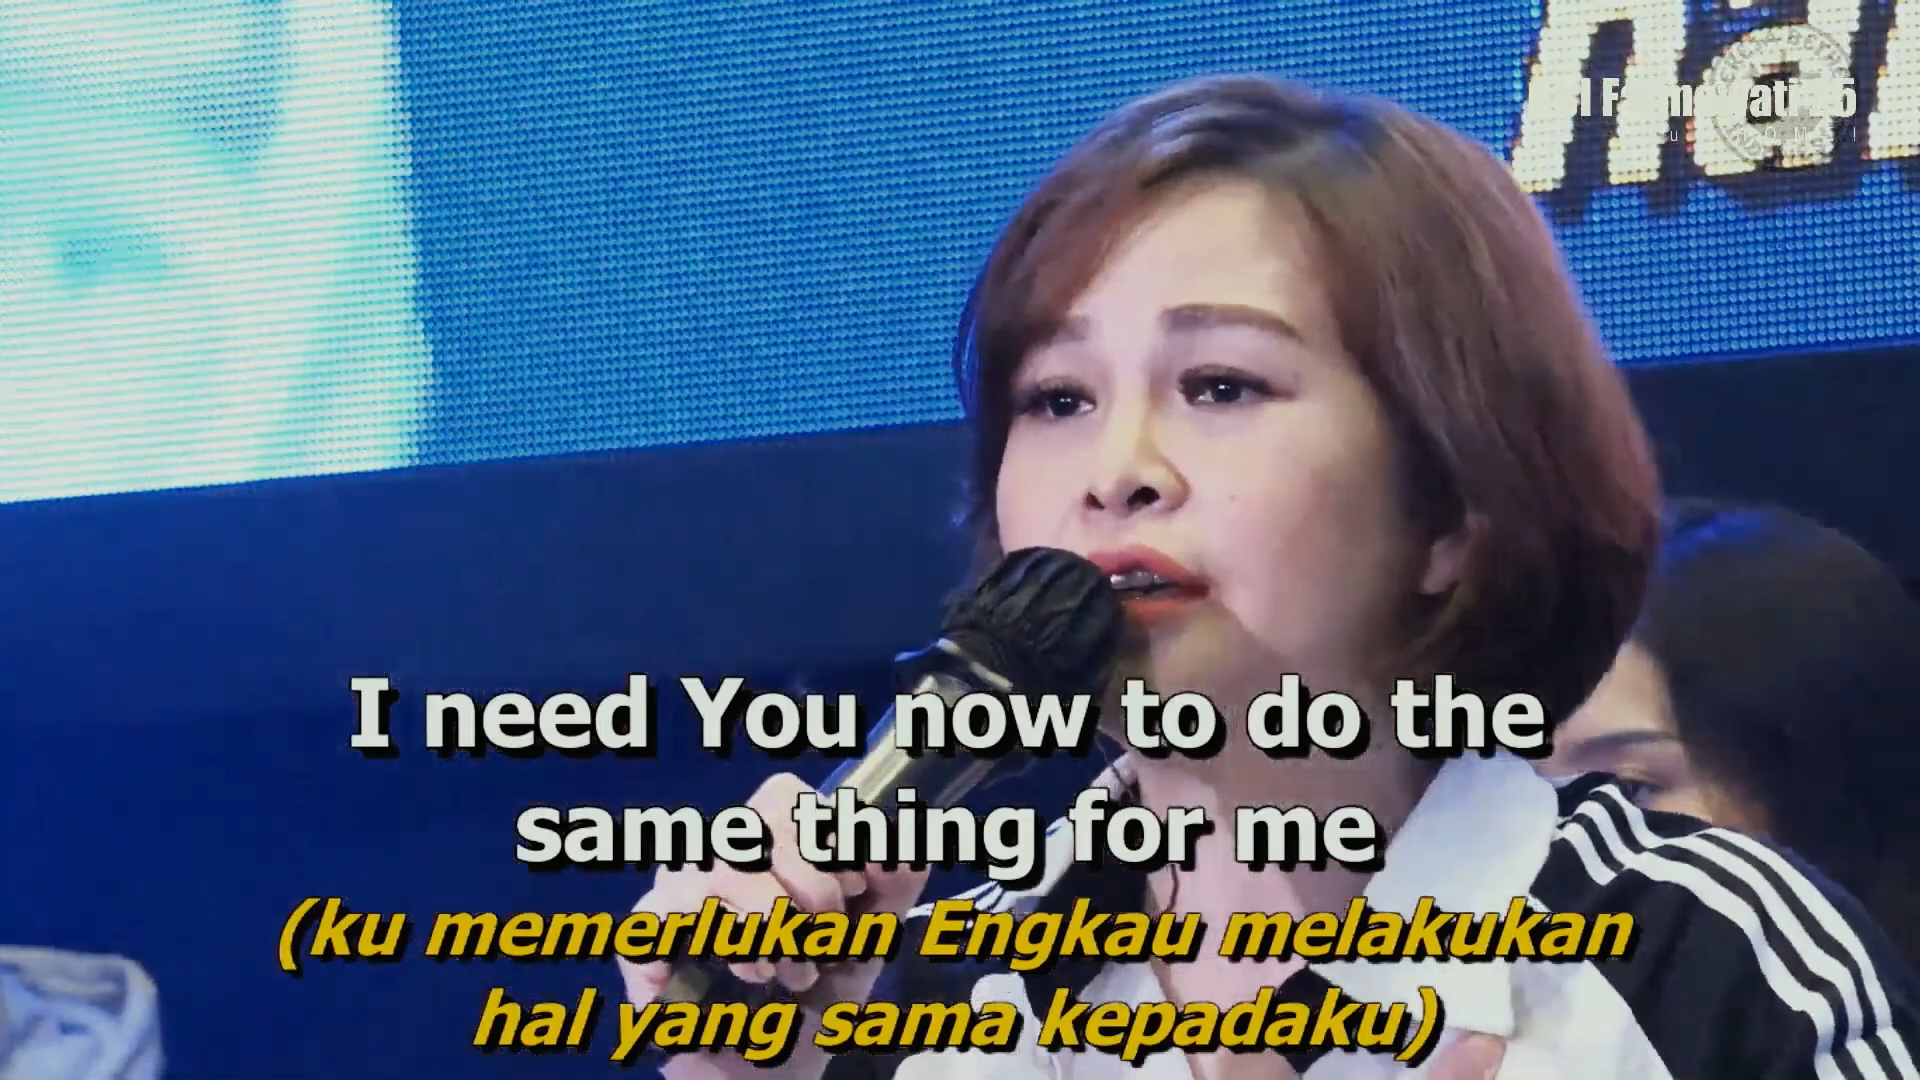 I need You now to do the
same thing for me
(ku memerlukan Engkau melakukan
hal yang sama kepadaku)